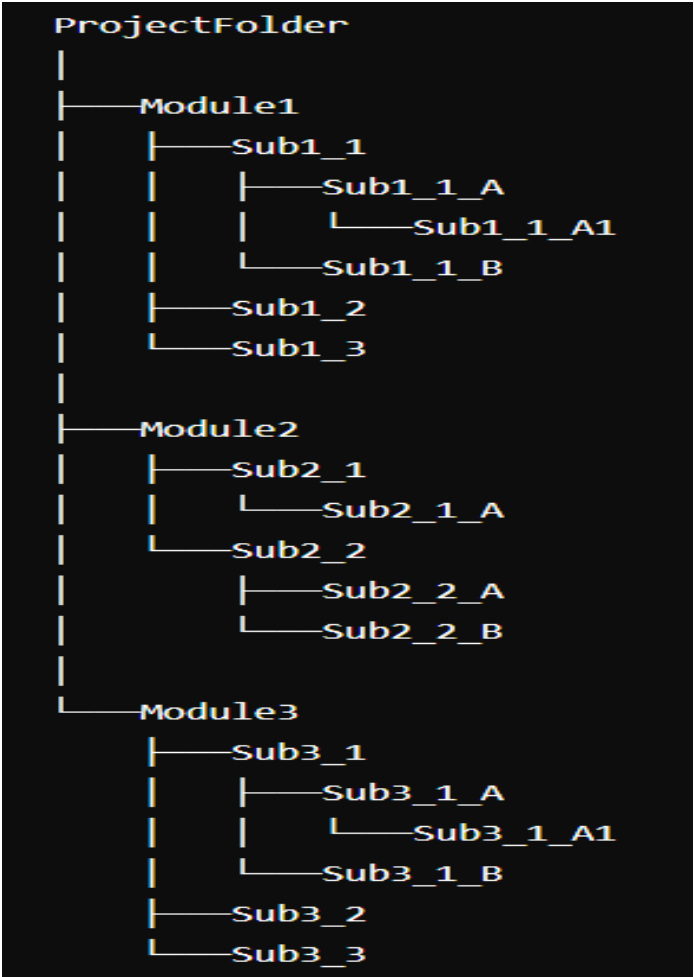 ProjectFolder
│
├────Module1
│    ├────Sub1_1
│    │    ├────Sub1_1_A
│    │    │    └────Sub1_1_A1
│    │    └────Sub1_1_B
│    ├────Sub1_2
│    └────Sub1_3
│
├────Module2
│    ├────Sub2_1
│    │    └────Sub2_1_A
│    └────Sub2_2
│         ├────Sub2_2_A
│         └────Sub2_2_B
│
└────Module3
     ├────Sub3_1
     │    ├────Sub3_1_A
     │    │    └────Sub3_1_A1
     │    └────Sub3_1_B
     ├────Sub3_2
     └────Sub3_3